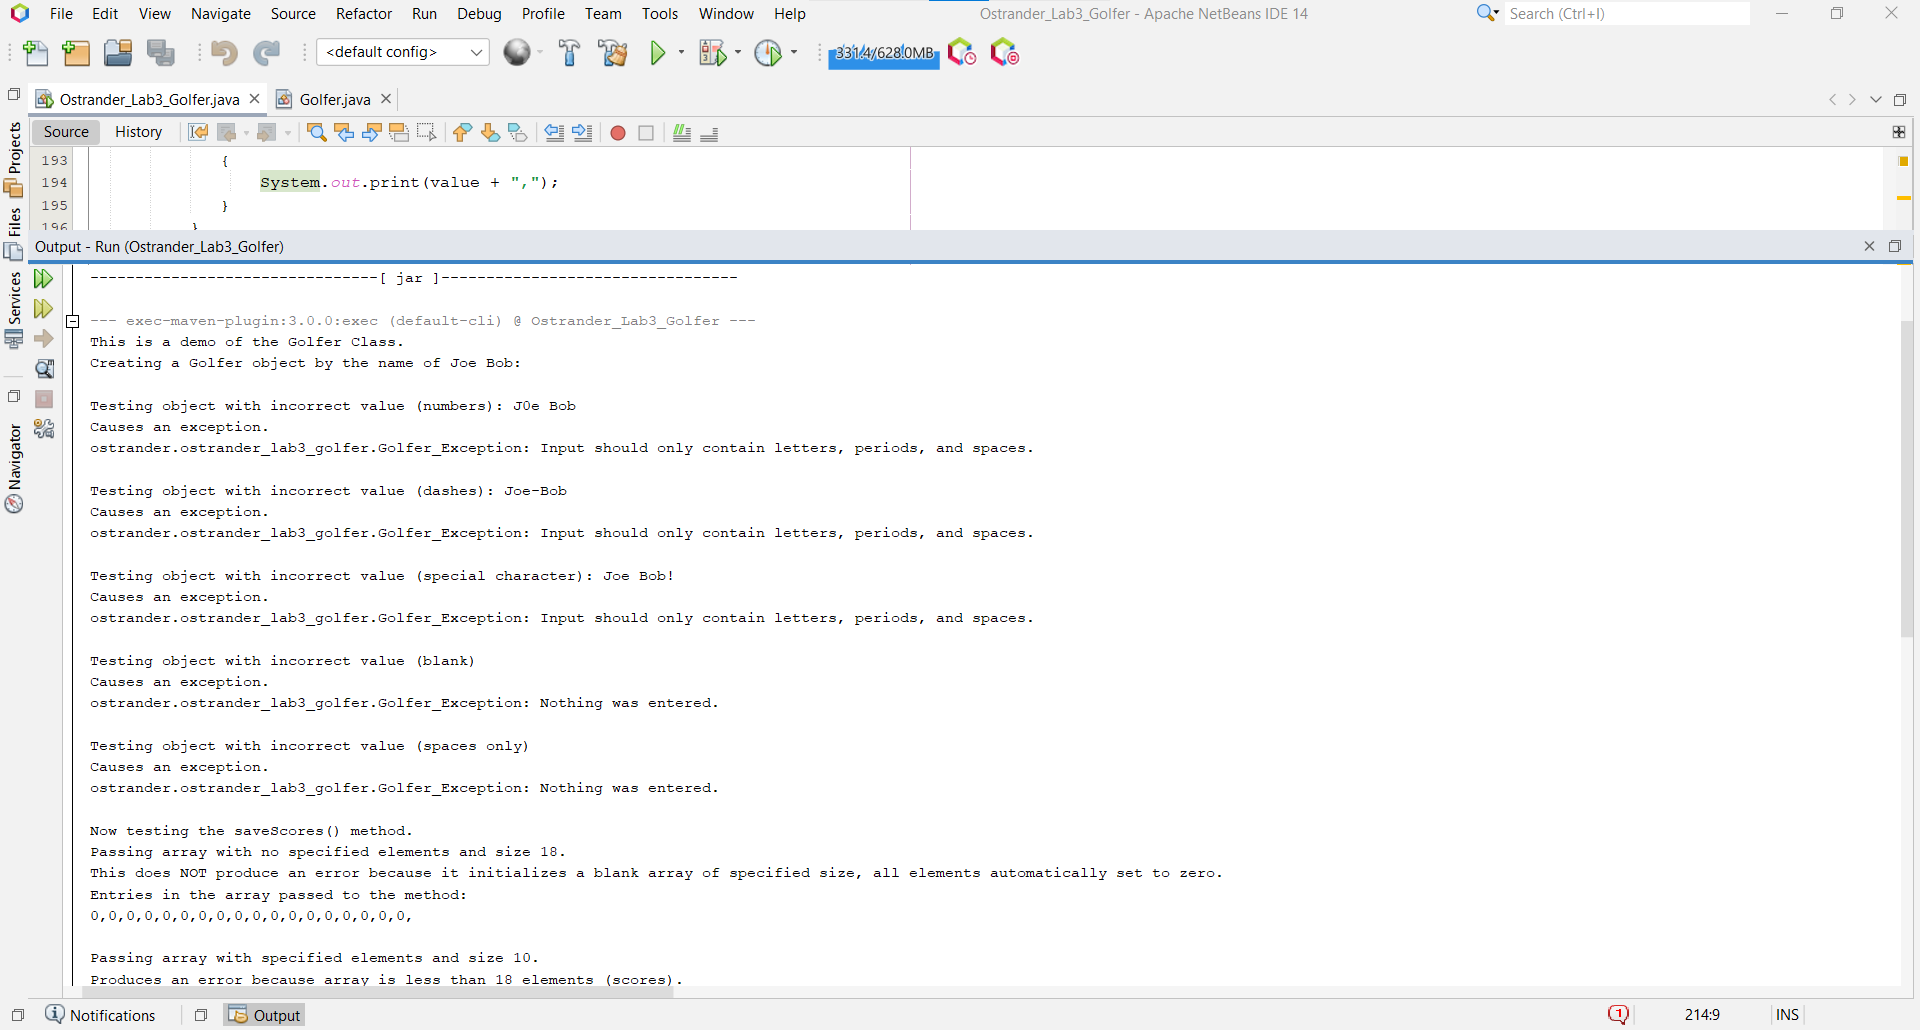 File Edit View Navigate Source Refactor Run Debug Profile Team Tools Window Help
Ostrander_Lab3_Golfer - Apache NetBeans IDE 14
Search (Ctrl+I)
<default config>
331.4/628.0MB
Ostrander_Lab3_Golfer.java Golfer.java
Source History
193 {
194 System.out.print(value + ",");
195 }
196 }
Projects
Files
Services
Navigator
Output - Run (Ostrander_Lab3_Golfer)
--------------------------------[ jar ]---------------------------------
--- exec-maven-plugin:3.0.0:exec (default-cli) @ Ostrander_Lab3_Golfer ---
This is a demo of the Golfer Class.
Creating a Golfer object by the name of Joe Bob:
Testing object with incorrect value (numbers): J0e Bob
Causes an exception.
ostrander.ostrander_lab3_golfer.Golfer_Exception: Input should only contain letters, periods, and spaces.
Testing object with incorrect value (dashes): Joe-Bob
Causes an exception.
ostrander.ostrander_lab3_golfer.Golfer_Exception: Input should only contain letters, periods, and spaces.
Testing object with incorrect value (special character): Joe Bob!
Causes an exception.
ostrander.ostrander_lab3_golfer.Golfer_Exception: Input should only contain letters, periods, and spaces.
Testing object with incorrect value (blank)
Causes an exception.
ostrander.ostrander_lab3_golfer.Golfer_Exception: Nothing was entered.
Testing object with incorrect value (spaces only)
Causes an exception.
ostrander.ostrander_lab3_golfer.Golfer_Exception: Nothing was entered.
Now testing the saveScores() method.
Passing array with no specified elements and size 18.
This does NOT produce an error because it initializes a blank array of specified size, all elements automatically set to zero.
Entries in the array passed to the method:
0,0,0,0,0,0,0,0,0,0,0,0,0,0,0,0,0,0,
Passing array with specified elements and size 10.
Produces an error because array is less than 18 elements (scores).
Notifications Output
1 214:9 INS